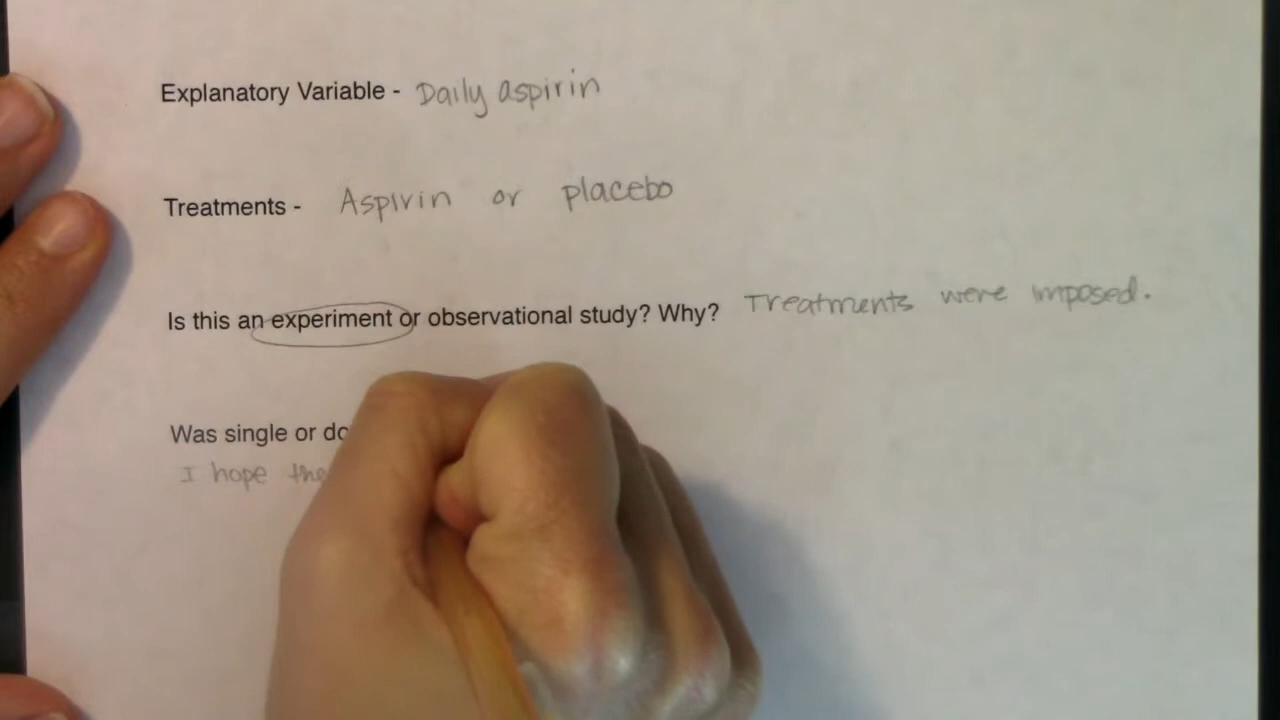 Explanatory Variable - Daily aspirin
Treatments - Aspirin or placebo
Is this an experiment or observational study? Why? Treatments were imposed.
Was single or do
I hope the